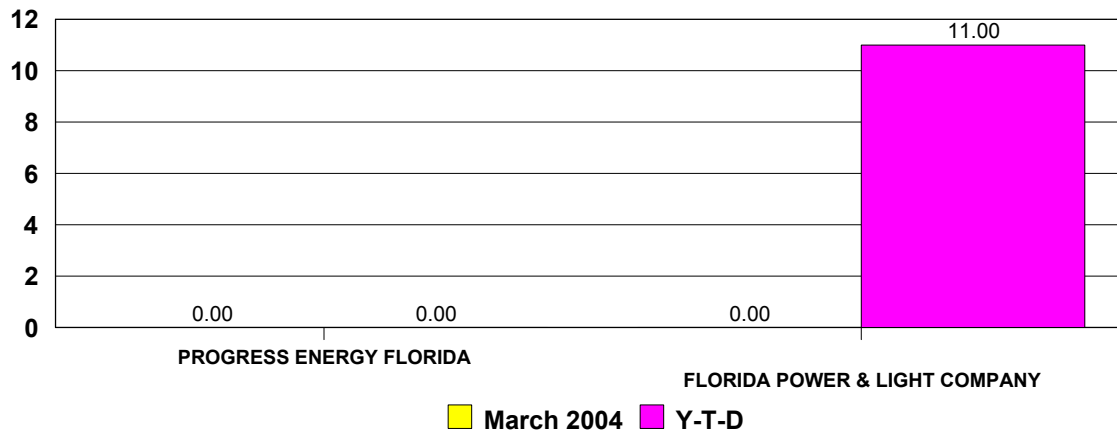 12
11.00
10
8
6
4
2
0.00 0.00 0.00
0
PROGRESS ENERGY FLORIDA
FLORIDA POWER & LIGHT COMPANY
March 2004 Y-T-D